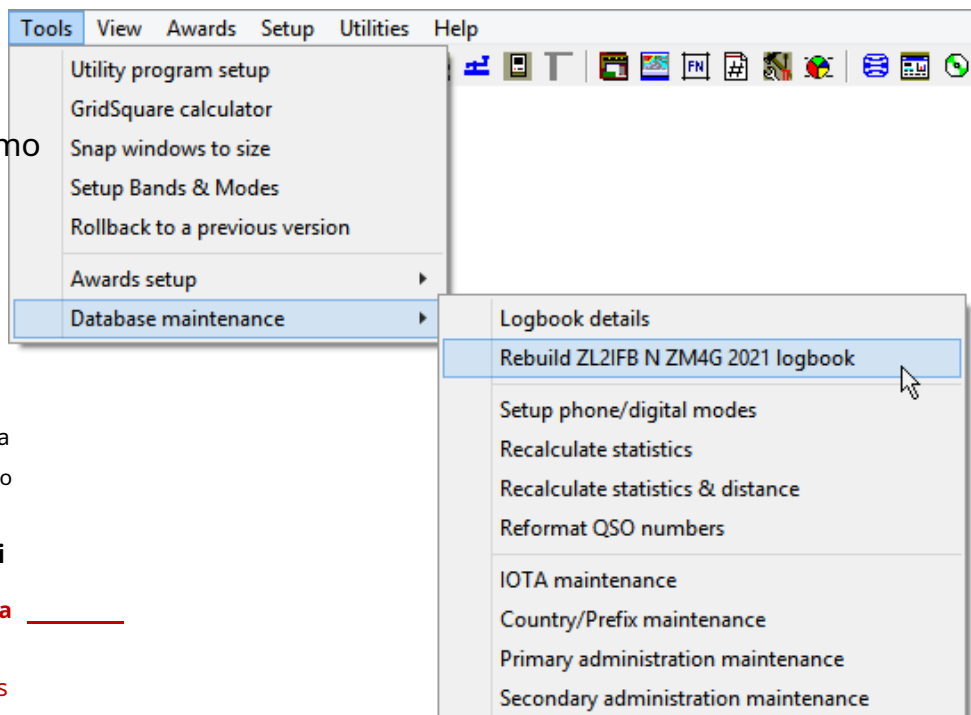 Tools View Awards Setup Utilities Help
Utility program setup
FN #
GridSquare calculator
mo
Snap windows to size
Setup Bands & Modes
Rollback to a previous version
Awards setup
Database maintenance
Logbook details
Rebuild ZL2IFB N ZM4G 2021 logbook
Setup phone/digital modes
a
Recalculate statistics
o
Recalculate statistics & distance
Reformat QSO numbers
i
IOTA maintenance
a
Country/Prefix maintenance
Primary administration maintenance
s
Secondary administration maintenance